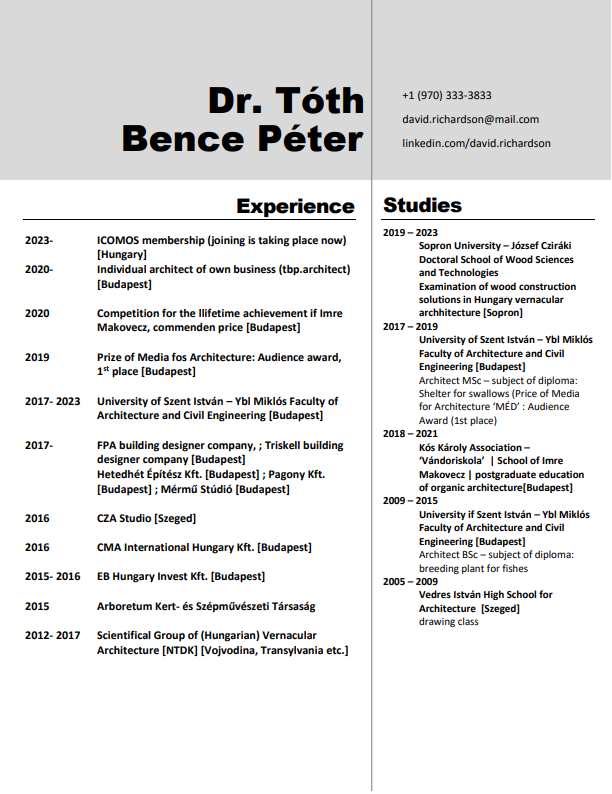 Dr. Tóth
Bence Péter
+1 (970) 333-3833
david.richardson@mail.com
linkedin.com/david.richardson
Experience
2023- ICOMOS membership (joining is taking place now)
[Hungary]
2020- Individual architect of own business (tbp.architect)
[Budapest]
2020 Competition for the llifetime achievement if Imre
Makovecz, commenden price [Budapest]
2019 Prize of Media fos Architecture: Audience award,
1st place [Budapest]
2017- 2023 University of Szent István – Ybl Miklós Faculty of
Architecture and Civil Engineering [Budapest]
2017- FPA building designer company, ; Triskell building
designer company [Budapest]
Hetedhét Építész Kft. [Budapest] ; Pagony Kft.
[Budapest] ; Mérmű Stúdió [Budapest]
2016 CZA Studio [Szeged]
2016 CMA International Hungary Kft. [Budapest]
2015- 2016 EB Hungary Invest Kft. [Budapest]
2015 Arboretum Kert- és Szépművészeti Társaság
2012- 2017 Scientifical Group of (Hungarian) Vernacular
Architecture [NTDK] [Vojvodina, Transylvania etc.]
Studies
2019 – 2023
Sopron University – József Cziráki
Doctoral School of Wood Sciences
and Technologies
Examination of wood construction
solutions in Hungary vernacular
archhitecture [Sopron]
2017 – 2019
University of Szent István – Ybl Miklós
Faculty of Architecture and Civil
Engineering [Budapest]
Architect MSc – subject of diploma:
Shelter for swallows (Price of Media
for Architecture ‘MÉD’ : Audience
Award (1st place)
2018 – 2021
Kós Károly Association –
‘Vándoriskola’ | School of Imre
Makovecz | postgraduate education
of organic architecture[Budapest]
2009 – 2015
University if Szent István – Ybl Miklós
Faculty of Architecture and Civil
Engineering [Budapest]
Architect BSc – subject of diploma:
breeding plant for fishes
2005 – 2009
Vedres István High School for
Architecture [Szeged]
drawing class